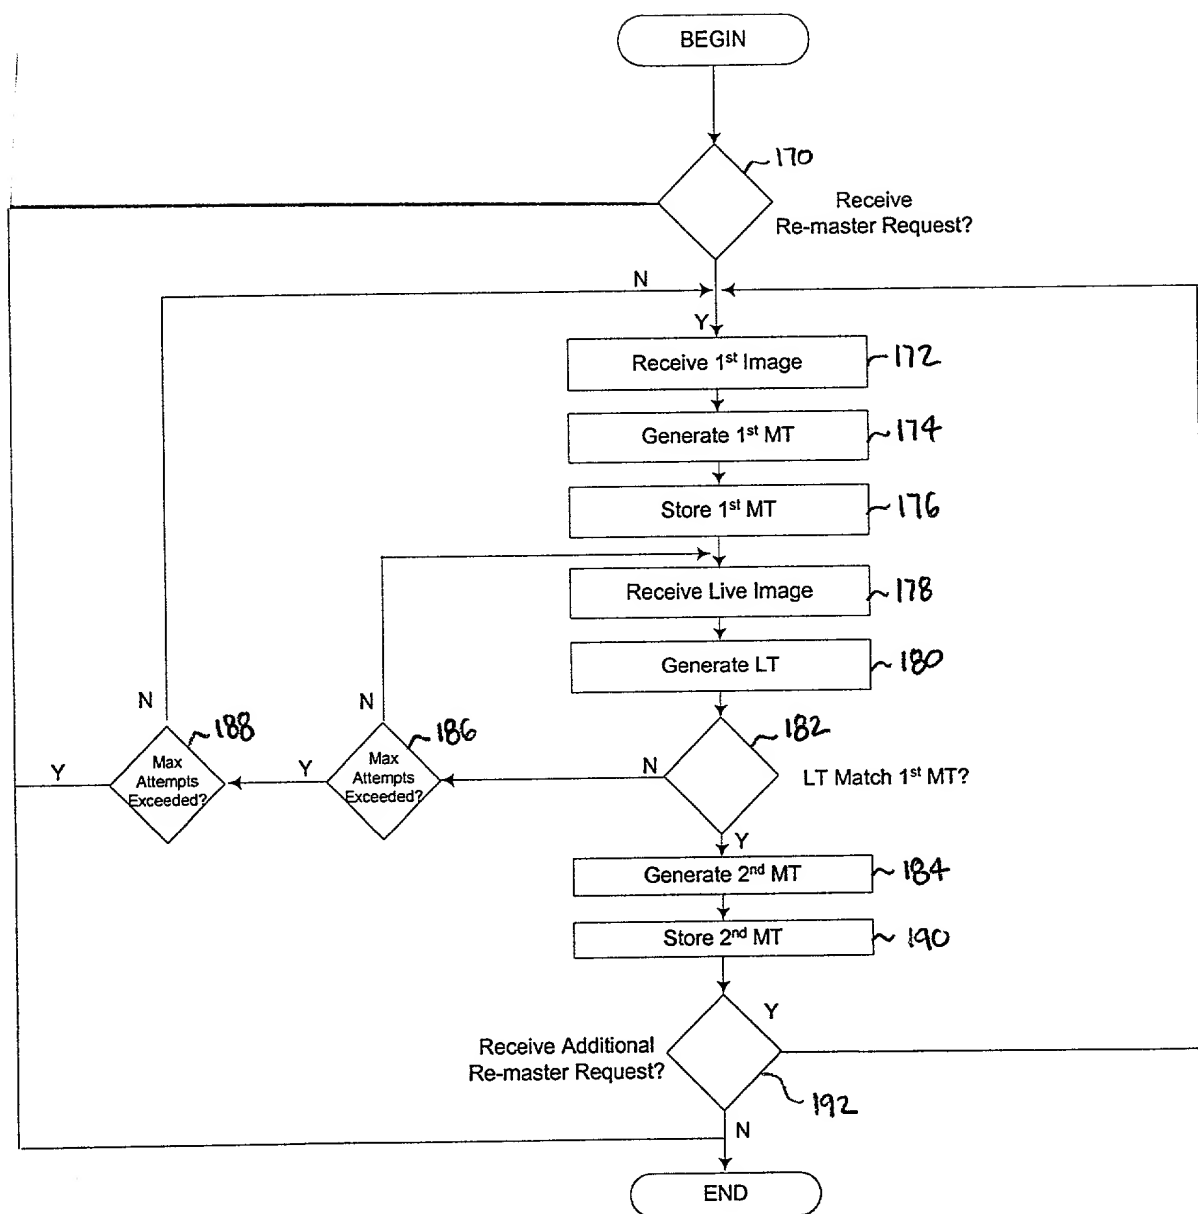 BEGIN
170
Receive
Re-master Request?
N
Y
Receive 1st Image
172
Generate 1st MT
174
Store 1st MT
176
Receive Live Image
178
Generate LT
180
N
188
N
186
182
Y
Max
Attempts
Exceeded?
Y
Max
Attempts
Exceeded?
N
LT Match 1st MT?
Y
Generate 2nd MT
184
Store 2nd MT
190
Y
Receive Additional
Re-master Request?
192
N
END